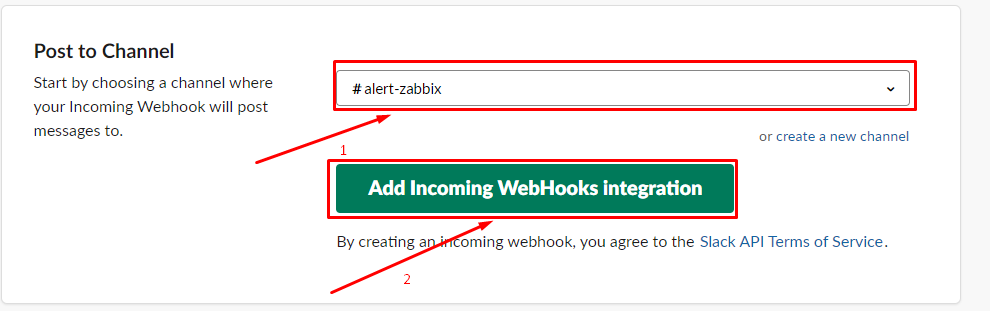 Post to Channel
Start by choosing a channel where
your Incoming Webhook will post
messages to.
# alert-zabbix
or create a new channel
1
Add Incoming WebHooks integration
By creating an incoming webhook, you agree to the Slack API Terms of Service.
2